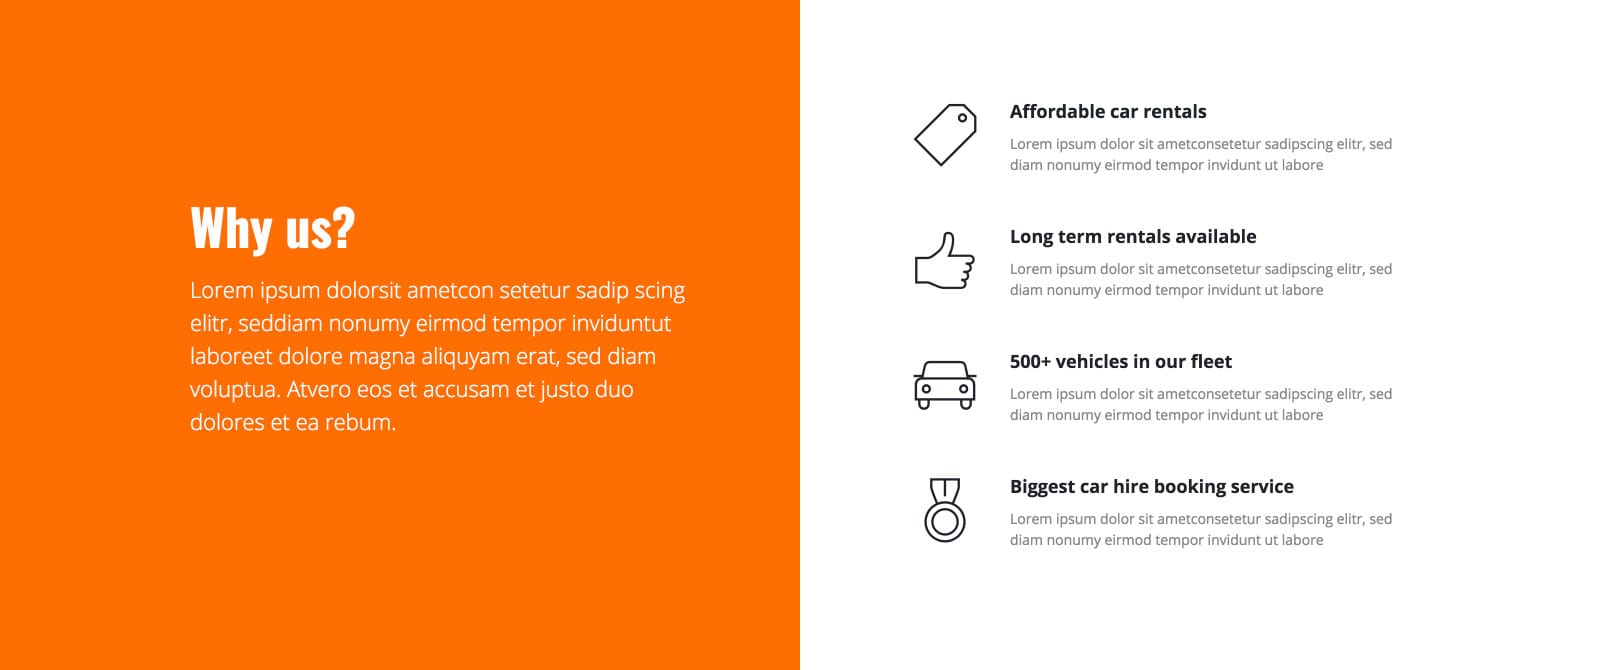 Why us?
Lorem ipsum dolorsit ametcon setetur sadip scing
elitr, seddiam nonumy eirmod tempor inviduntut
laboreet dolore magna aliquyam erat, sed diam
voluptua. Atvero eos et accusam et justo duo
dolores et ea rebum.
Affordable car rentals
Lorem ipsum dolor sit ametconsetetur sadipscing elitr, sed
diam nonumy eirmod tempor invidunt ut labore
Long term rentals available
Lorem ipsum dolor sit ametconsetetur sadipscing elitr, sed
diam nonumy eirmod tempor invidunt ut labore
500+ vehicles in our fleet
Lorem ipsum dolor sit ametconsetetur sadipscing elitr, sed
diam nonumy eirmod tempor invidunt ut labore
Biggest car hire booking service
Lorem ipsum dolor sit ametconsetetur sadipscing elitr, sed
diam nonumy eirmod tempor invidunt ut labore